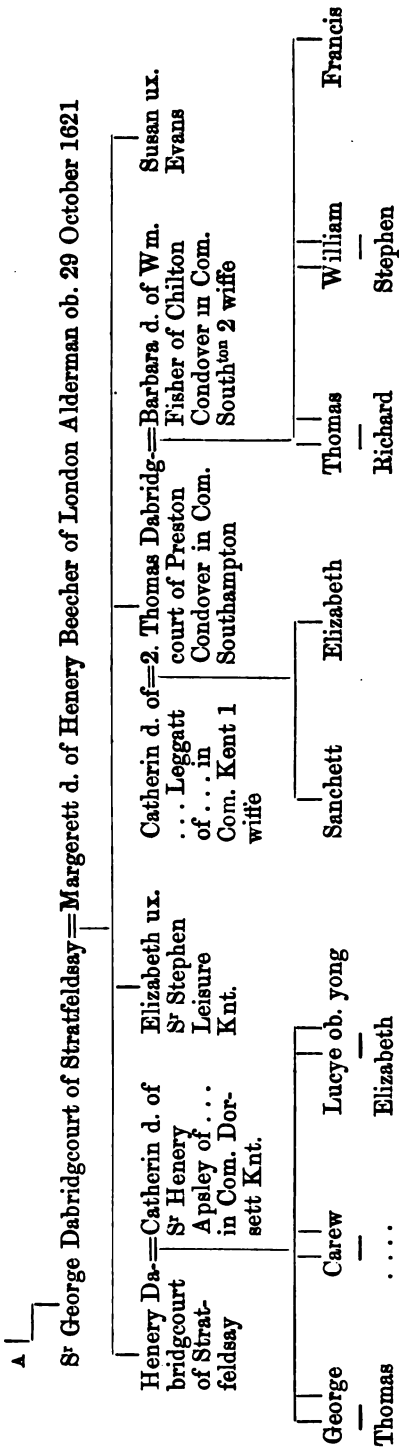 A
Sr George Dabridgcourt of Stratfeldsay=Margerett d. of Henery Beecher of London Alderman ob. 29 October 1621
Henery Da-=Catherin d. of
bridgcourt Sr Henery
of Strat- Apsley of ....
feldsay in Com. Dor-
sett Knt.
Elizabeth ux.
Sr Stephen
Leisure
Knt.
Catherin d. of=2. Thomas Dabridg-=Barbara d. of Wm.
.... Leggatt court of Preston Fisher of Chilton
of ... in Condover in Com. Condover in Com.
Com. Kent 1 Southampton Southton 2 wiffe
wiffe
Susan ux.
Evans
George Carew Lucye ob. yong
Thomas .... Elizabeth
Sanchett Elizabeth
Thomas William Francis
Richard Stephen